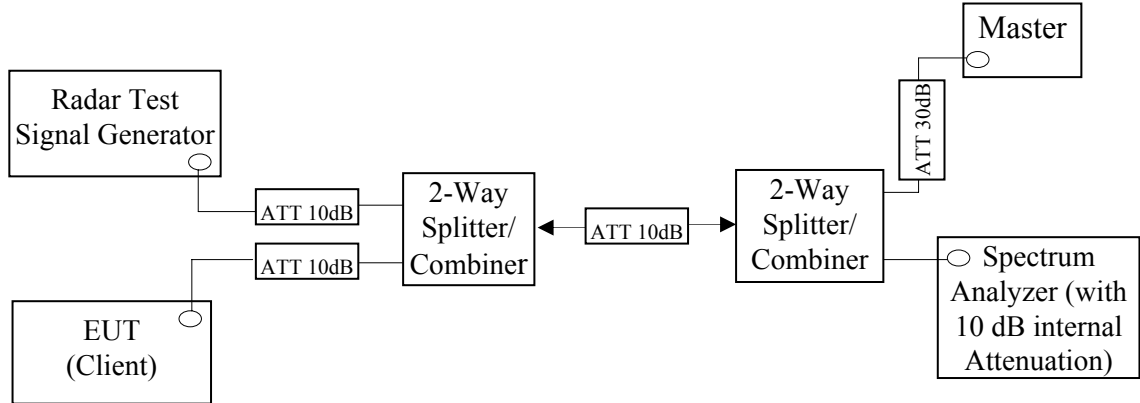 Master
Radar Test
Signal Generator
ATT 30dB
2-Way
Splitter/
Combiner
2-Way
Splitter/
Combiner
ATT 10dB
ATT 10dB
ATT 10dB
Spectrum
Analyzer (with
10 dB internal
Attenuation)
EUT
(Client)